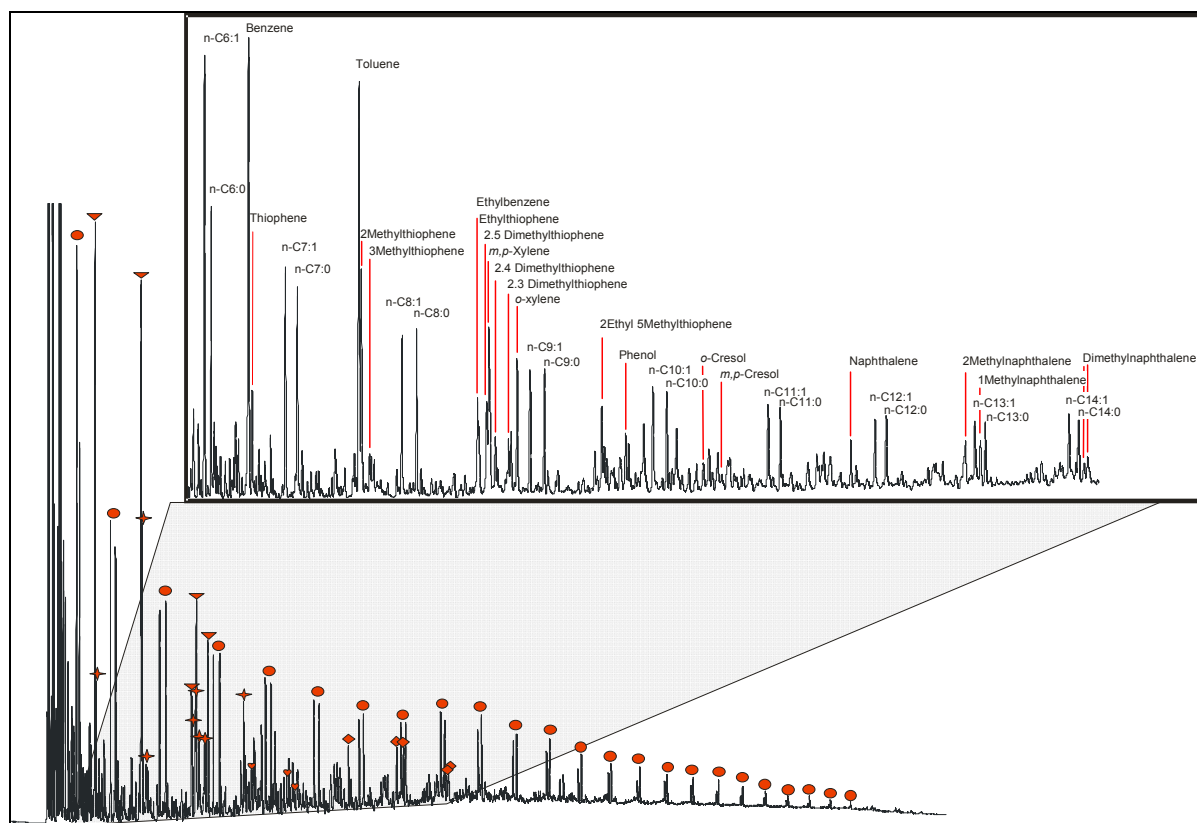 n-C6:1
Benzene
n-C6:0
Thiophene
n-C7:1
n-C7:0
Toluene
2Methylthiophene
3Methylthiophene
n-C8:1
n-C8:0
Ethylbenzene
Ethylthiophene
2.5 Dimethylthiophene
m,p-Xylene
2.4 Dimethylthiophene
2.3 Dimethylthiophene
o-xylene
n-C9:1
n-C9:0
2Ethyl 5Methylthiophene
Phenol
n-C10:1
n-C10:0
o-Cresol
m,p-Cresol
n-C11:1
n-C11:0
Naphthalene
n-C12:1
n-C12:0
2Methylnaphthalene
1Methylnaphthalene
n-C13:1
n-C13:0
Dimethylnaphthalene
n-C14:1
n-C14:0